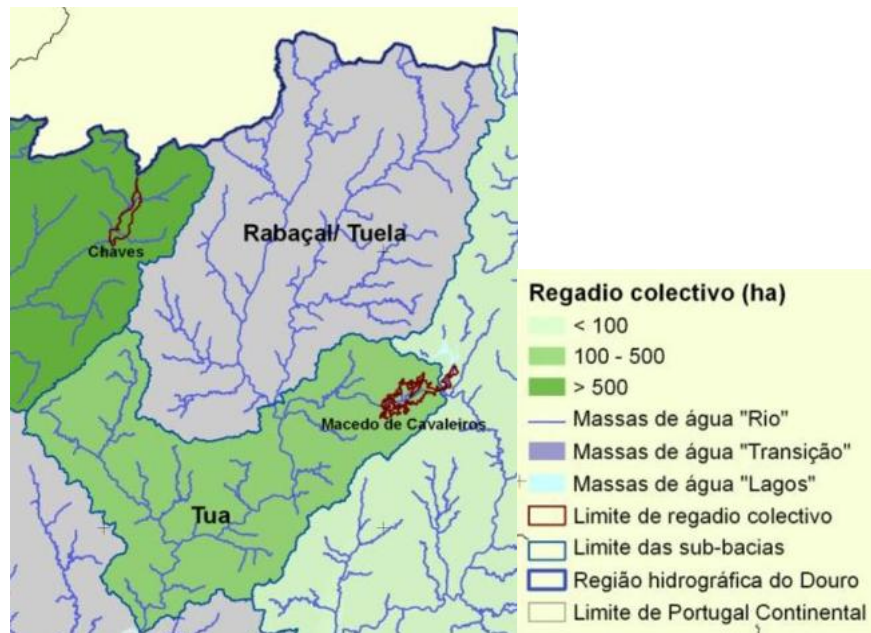 Rabaçal/ Tuela
Chaves
Macedo de Cavaleiros
Tua
Regadio colectivo (ha)
< 100
100 - 500
> 500
Massas de água "Rio"
Massas de água "Transição"
Massas de água "Lagos"
Limite de regadio colectivo
Limite das sub-bacias
Região hidrográfica do Douro
Limite de Portugal Continental